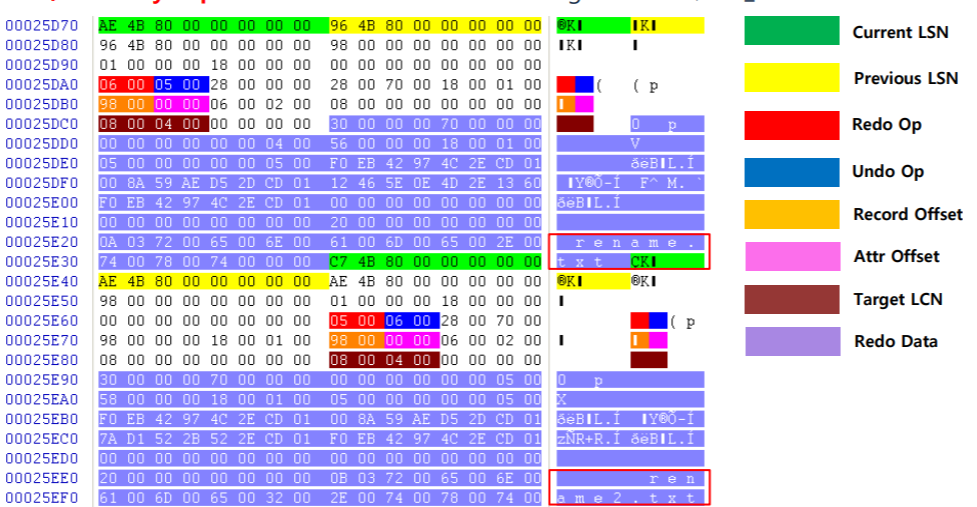 00025D70 AE 4B 80 00 00 00 00 00 96 4B 80 00 00 00 00 00 ®K▮ ▮K▮
00025D80 96 4B 80 00 00 00 00 00 98 00 00 00 00 00 00 00 ▮K▮ ▮
00025D90 01 00 00 00 18 00 00 00 00 00 00 00 00 00 00 00
00025DA0 06 00 05 00 28 00 00 00 28 00 70 00 18 00 01 00 ( ( p
00025DB0 98 00 00 00 06 00 02 00 08 00 00 00 00 00 00 00 ▮
00025DC0 08 00 04 00 00 00 00 00 30 00 00 00 70 00 00 00 0 p
00025DD0 00 00 00 00 00 00 04 00 56 00 00 00 18 00 01 00 V
00025DE0 05 00 00 00 00 00 05 00 F0 EB 42 97 4C 2E CD 01 ðëB▮L.Í
00025DF0 00 8A 59 AE D5 2D CD 01 12 46 5E 0E 4D 2E 13 60 ▮Y®Õ-Í F^ M. `
00025E00 F0 EB 42 97 4C 2E CD 01 00 00 00 00 00 00 00 00 ðëB▮L.Í
00025E10 00 00 00 00 00 00 00 00 20 00 00 00 00 00 00 00
00025E20 0A 03 72 00 65 00 6E 00 61 00 6D 00 65 00 2E 00 r e n a m e .
00025E30 74 00 78 00 74 00 00 00 C7 4B 80 00 00 00 00 00 t x t ÇK▮
00025E40 AE 4B 80 00 00 00 00 00 AE 4B 80 00 00 00 00 00 ®K▮ ®K▮
00025E50 98 00 00 00 00 00 00 00 01 00 00 00 18 00 00 00 ▮
00025E60 00 00 00 00 00 00 00 00 05 00 06 00 28 00 70 00 ( p
00025E70 98 00 00 00 18 00 01 00 98 00 00 00 06 00 02 00 ▮ ▮
00025E80 08 00 00 00 00 00 00 00 08 00 04 00 00 00 00 00
00025E90 30 00 00 00 70 00 00 00 00 00 00 00 00 00 05 00 0 p
00025EA0 58 00 00 00 18 00 01 00 05 00 00 00 00 00 05 00 X
00025EB0 F0 EB 42 97 4C 2E CD 01 00 8A 59 AE D5 2D CD 01 ðëB▮L.Í ▮Y®Õ-Í
00025EC0 7A D1 52 2B 52 2E CD 01 F0 EB 42 97 4C 2E CD 01 zÑR+R.Í ðëB▮L.Í
00025ED0 00 00 00 00 00 00 00 00 00 00 00 00 00 00 00 00
00025EE0 20 00 00 00 00 00 00 00 0B 03 72 00 65 00 6E 00 r e n
00025EF0 61 00 6D 00 65 00 32 00 2E 00 74 00 78 00 74 00 a m e 2 . t x t
Current LSN
Previous LSN
Redo Op
Undo Op
Record Offset
Attr Offset
Target LCN
Redo Data